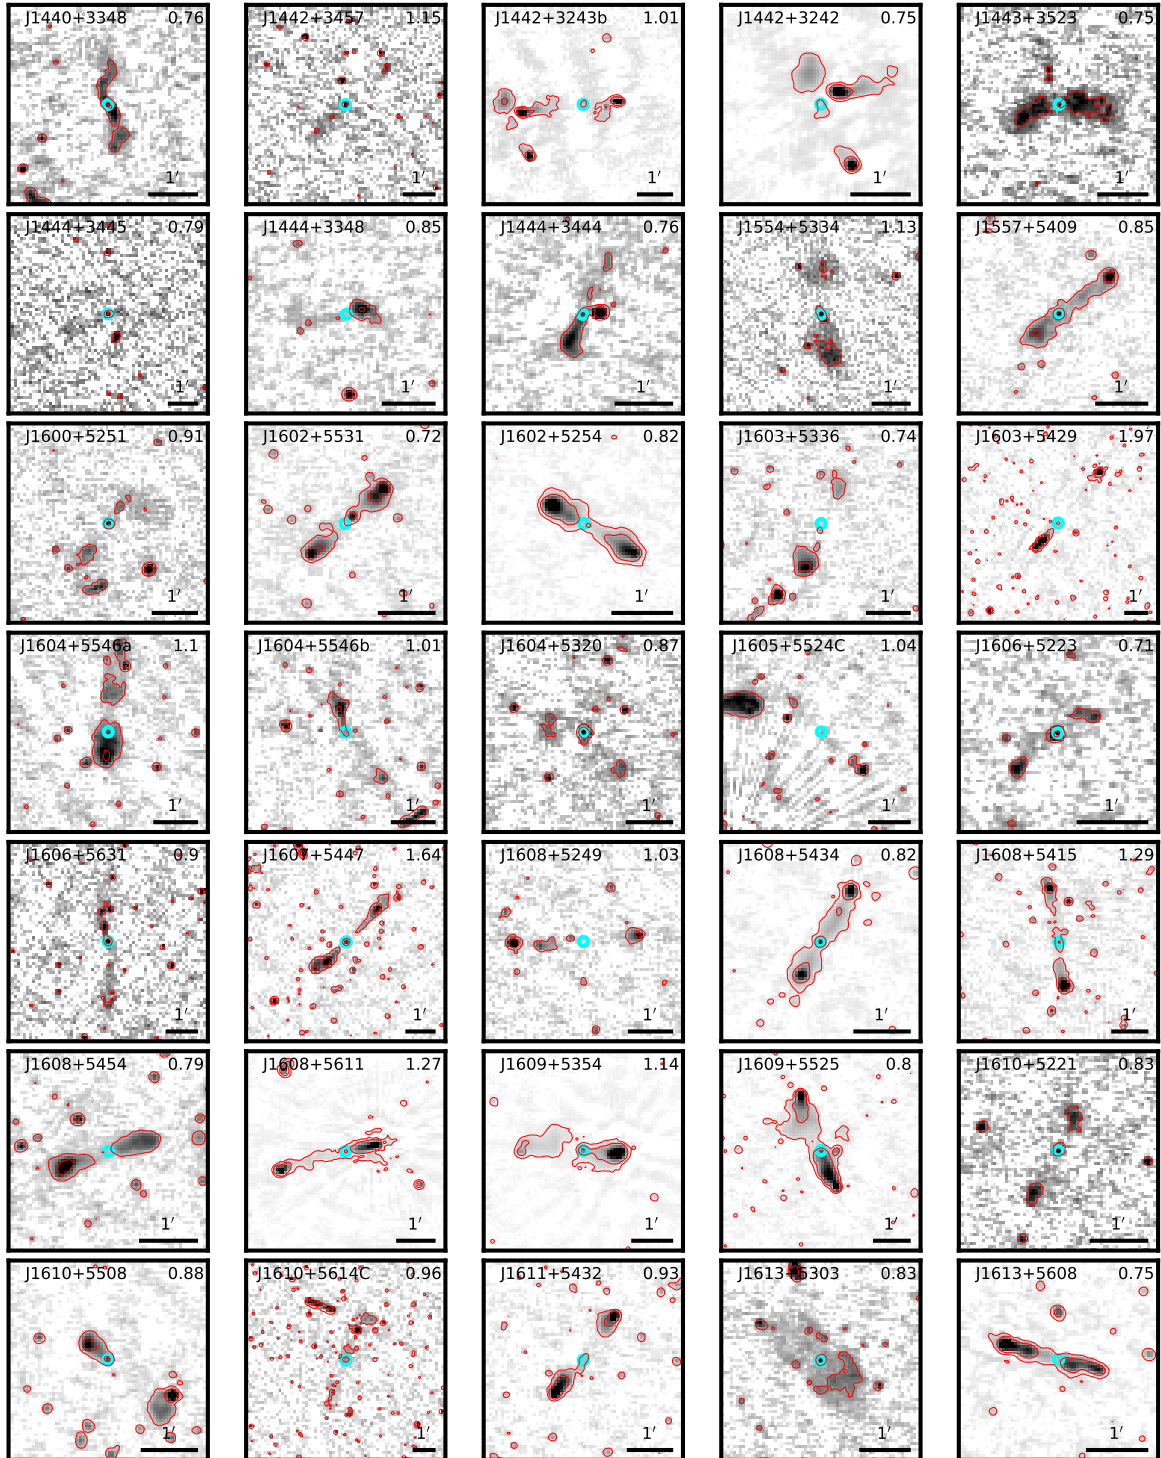 J1440+3348 0.76 J1442+3457 1.15 J1442+3243b 1.01 J1442+3242 0.75 J1443+3523 0.75
1′ 1′ 1′ 1′ 1′
J1444+3445 0.79 J1444+3348 0.85 J1444+3444 0.76 J1554+5334 1.13 J1557+5409 0.85
1′ 1′ 1′ 1′ 1′
J1600+5251 0.91 J1602+5531 0.72 J1602+5254 0.82 J1603+5336 0.74 J1603+5429 1.97
1′ 1′ 1′ 1′ 1′
J1604+5546a 1.1 J1604+5546b 1.01 J1604+5320 0.87 J1605+5524C 1.04 J1606+5223 0.71
1′ 1′ 1′ 1′ 1′
J1606+5631 0.9 J1607+5447 1.64 J1608+5249 1.03 J1608+5434 0.82 J1608+5415 1.29
1′ 1′ 1′ 1′ 1′
J1608+5454 0.79 J1608+5611 1.27 J1609+5354 1.14 J1609+5525 0.8 J1610+5221 0.83
1′ 1′ 1′ 1′ 1′
J1610+5508 0.88 J1610+5614C 0.96 J1611+5432 0.93 J1613+5303 0.83 J1613+5608 0.75
1′ 1′ 1′ 1′ 1′